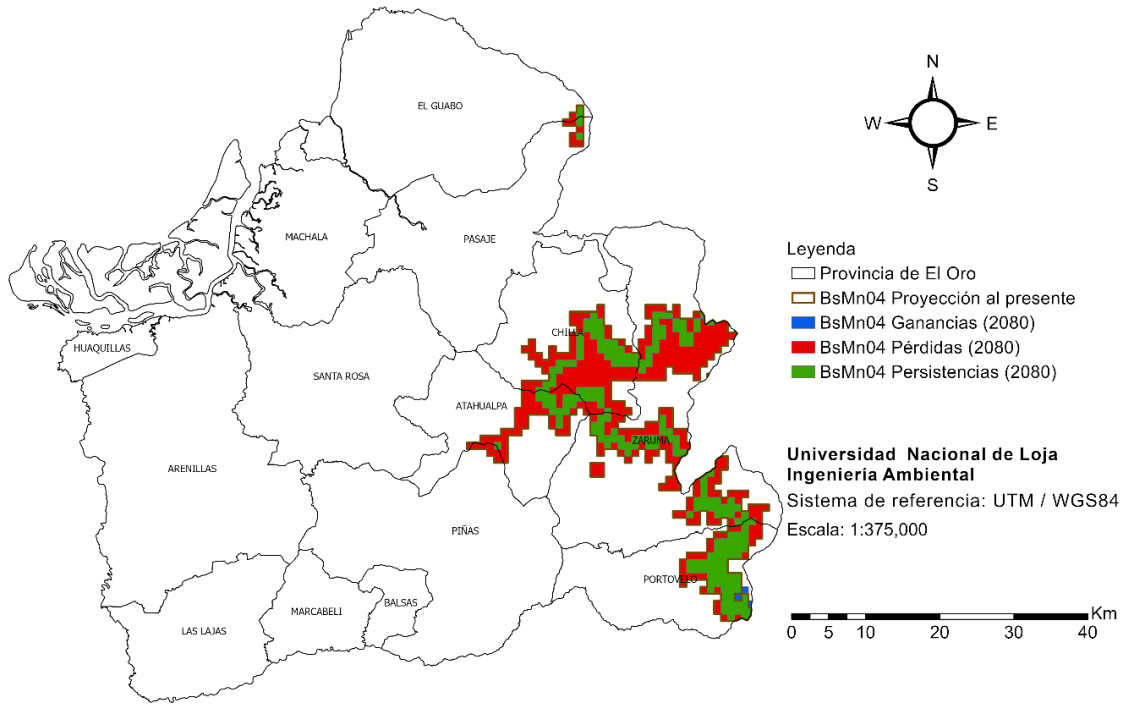 EL GUABO
MACHALA
PASAJE
HUAQUILLAS
CHILLA
SANTA ROSA
ATAHUALPA
ZARUMA
ARENILLAS
PIÑAS
PORTOVELO
MARCABELI
BALSAS
LAS LAJAS
N
W
E
S
Leyenda
Provincia de El Oro
BsMn04 Proyección al presente
BsMn04 Ganancias (2080)
BsMn04 Pérdidas (2080)
BsMn04 Persistencias (2080)
Universidad Nacional de Loja
Ingeniería Ambiental
Sistema de referencia: UTM / WGS84
Escala: 1:375,000
Km
0 5 10 20 30 40